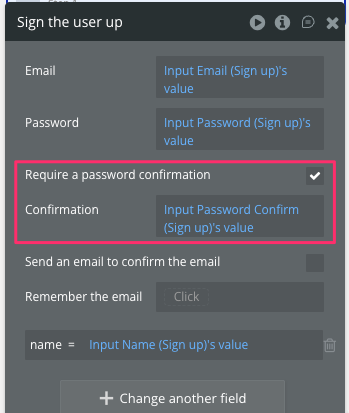 Sign the user up
Email
Input Email (Sign up)'s
value
Password
Input Password (Sign up)'s
value
Require a password confirmation
Confirmation
Input Password Confirm
(Sign up)'s value
Send an email to confirm the email
Remember the email
Click
name =
Input Name (Sign up)'s value
Change another field